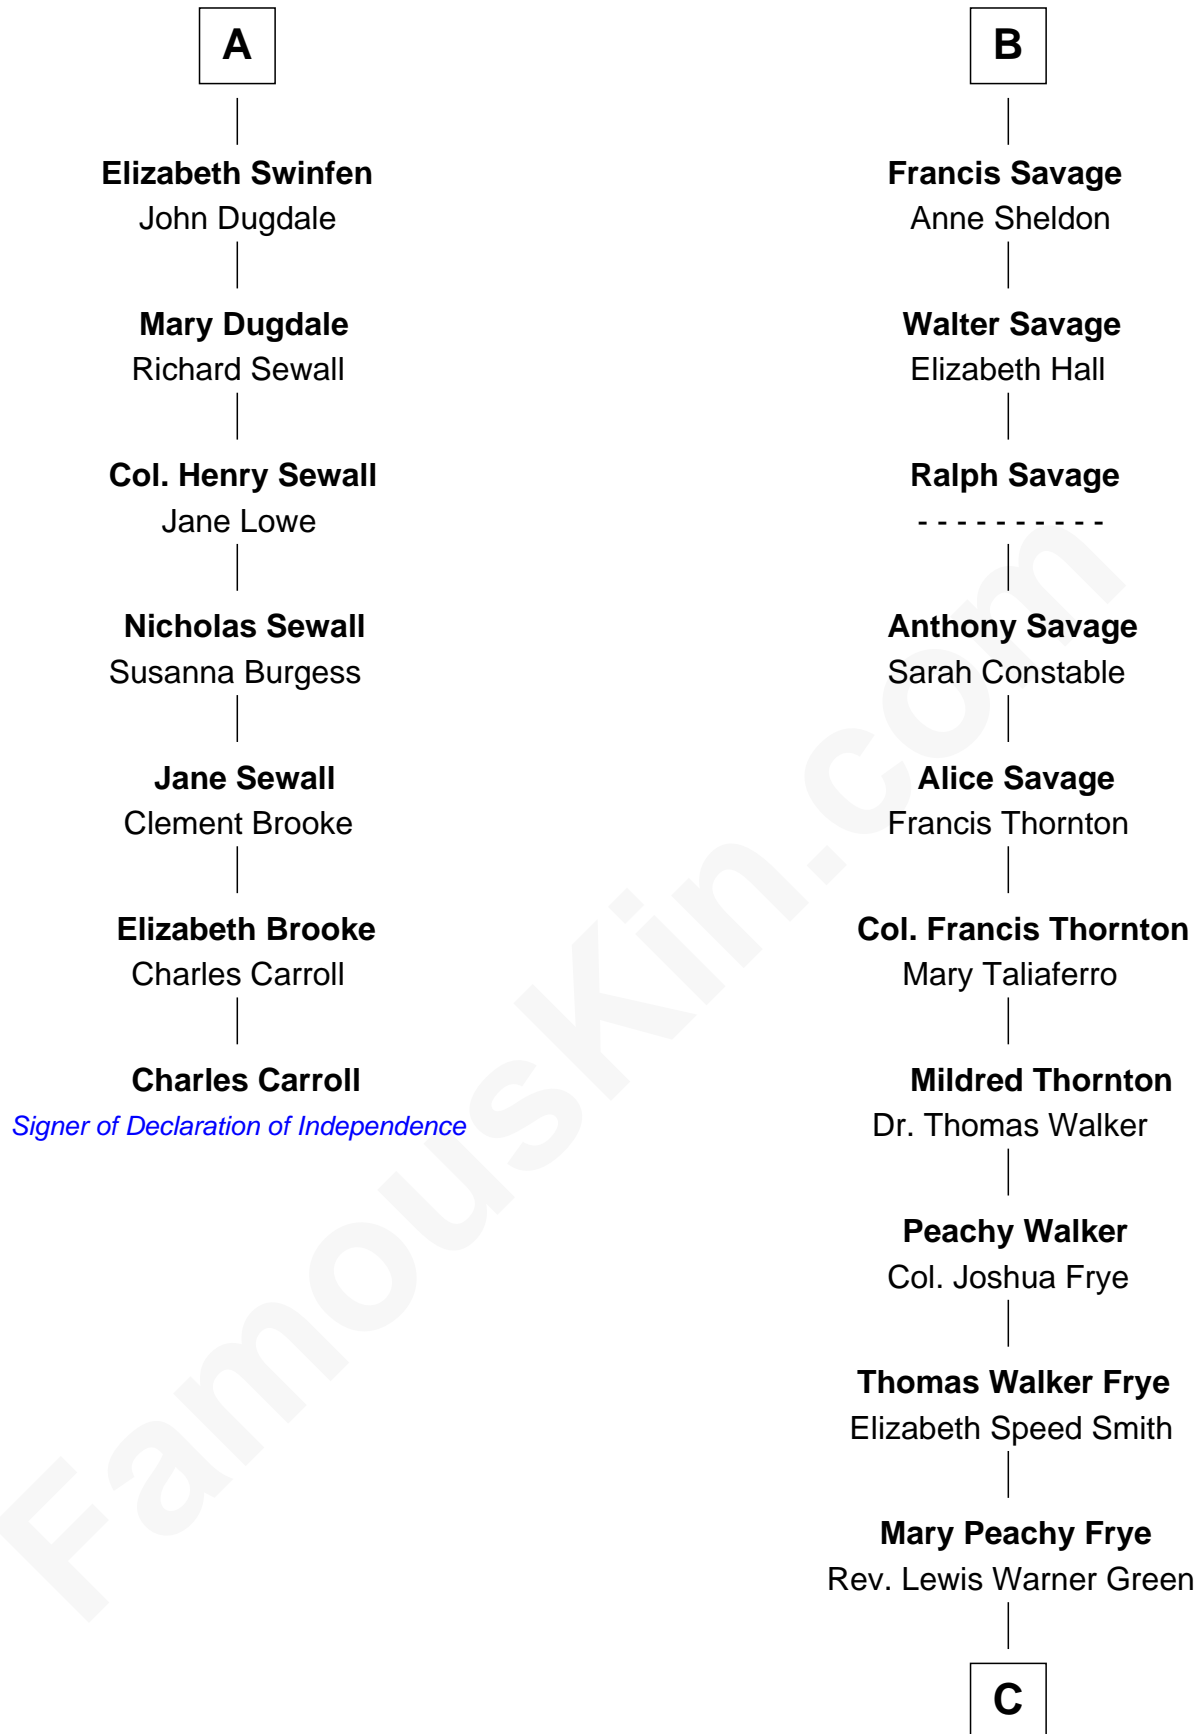 A
Elizabeth Swinfen
John Dugdale
Mary Dugdale
Richard Sewall
Col. Henry Sewall
Jane Lowe
Nicholas Sewall
Susanna Burgess
Jane Sewall
Clement Brooke
Elizabeth Brooke
Charles Carroll
Charles Carroll
Signer of Declaration of Independence
B
Francis Savage
Anne Sheldon
Walter Savage
Elizabeth Hall
Ralph Savage
- - - - - - - - - -
Anthony Savage
Sarah Constable
Alice Savage
Francis Thornton
Col. Francis Thornton
Mary Taliaferro
Mildred Thornton
Dr. Thomas Walker
Peachy Walker
Col. Joshua Frye
Thomas Walker Frye
Elizabeth Speed Smith
Mary Peachy Frye
Rev. Lewis Warner Green
C
FamousKin.com